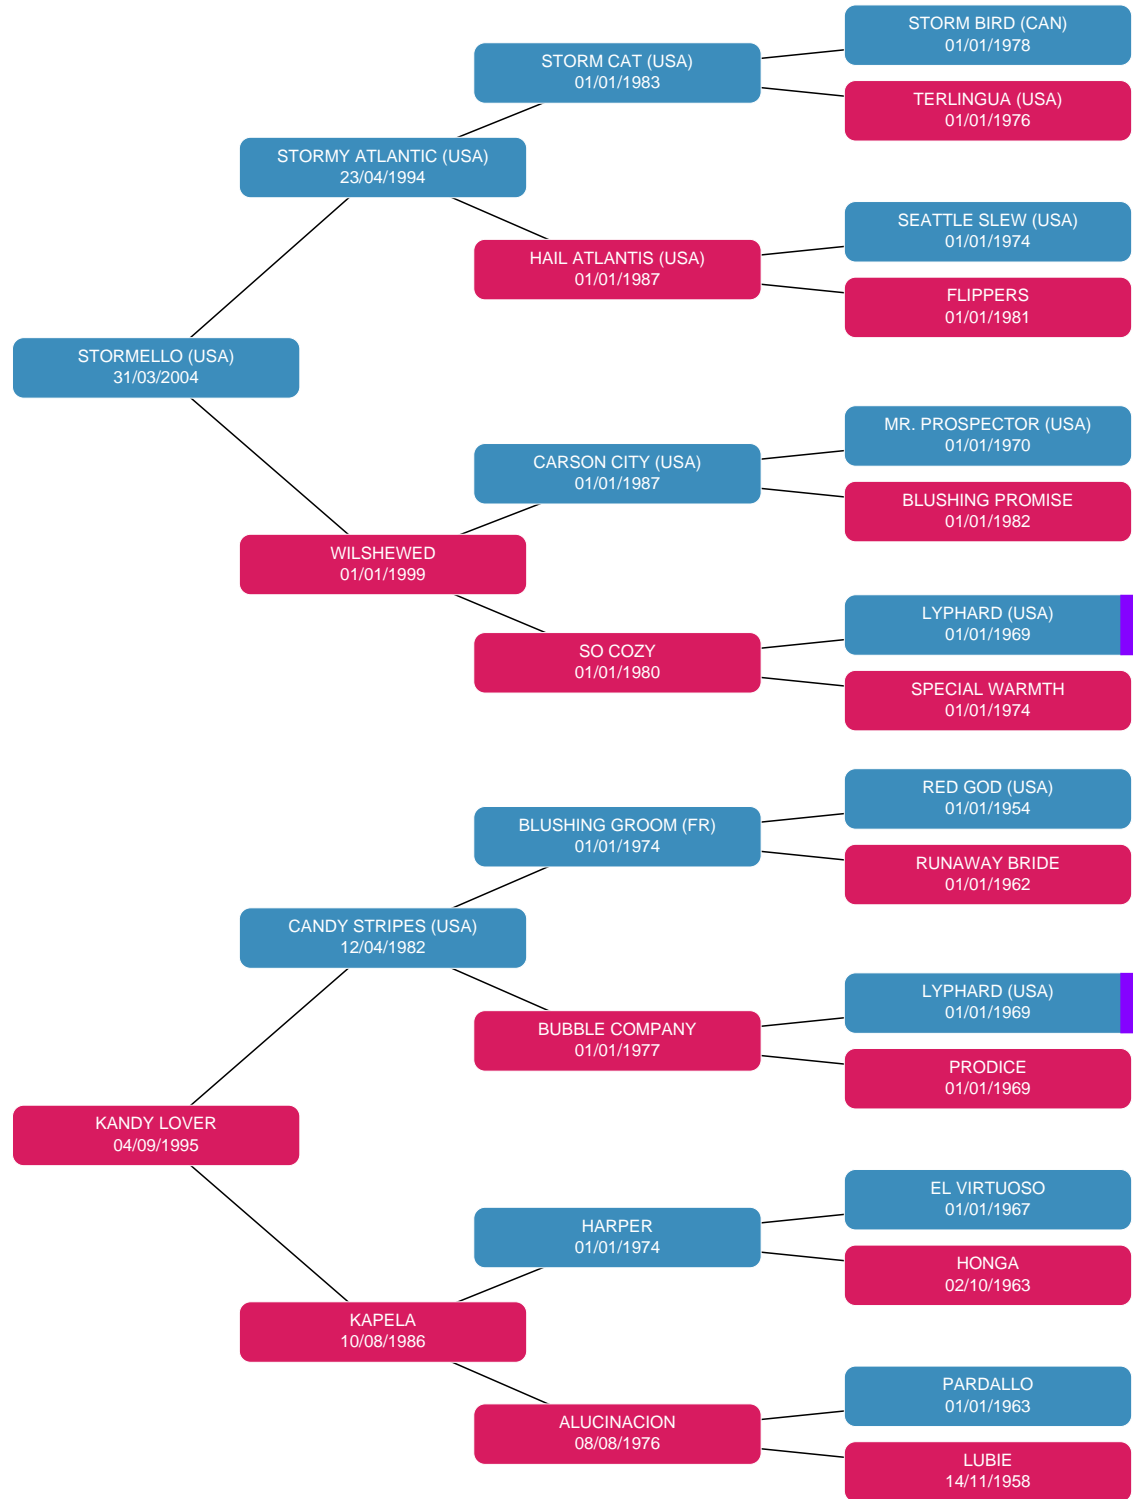 STORM BIRD (CAN)
01/01/1978
STORM CAT (USA)
01/01/1983
TERLINGUA (USA)
01/01/1976
STORMY ATLANTIC (USA)
23/04/1994
SEATTLE SLEW (USA)
01/01/1974
HAIL ATLANTIS (USA)
01/01/1987
FLIPPERS
01/01/1981
STORMELLO (USA)
31/03/2004
MR. PROSPECTOR (USA)
01/01/1970
CARSON CITY (USA)
01/01/1987
BLUSHING PROMISE
01/01/1982
WILSHEWED
01/01/1999
LYPHARD (USA)
01/01/1969
SO COZY
01/01/1980
SPECIAL WARMTH
01/01/1974
RED GOD (USA)
01/01/1954
BLUSHING GROOM (FR)
01/01/1974
RUNAWAY BRIDE
01/01/1962
CANDY STRIPES (USA)
12/04/1982
LYPHARD (USA)
01/01/1969
BUBBLE COMPANY
01/01/1977
PRODICE
01/01/1969
KANDY LOVER
04/09/1995
EL VIRTUOSO
01/01/1967
HARPER
01/01/1974
HONGA
02/10/1963
KAPELA
10/08/1986
PARDALLO
01/01/1963
ALUCINACION
08/08/1976
LUBIE
14/11/1958